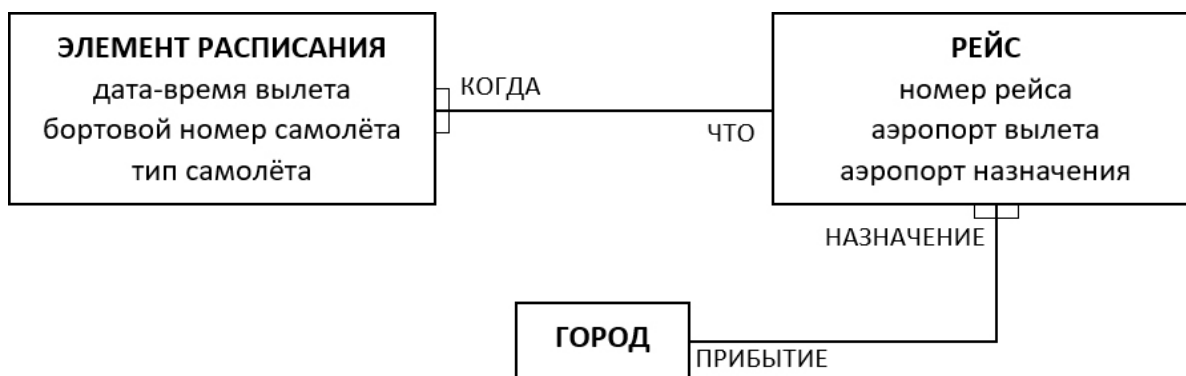 ЭЛЕМЕНТ РАСПИСАНИЯ
дата-время вылета
бортовой номер самолёта
тип самолёта
КОГДА
ЧТО
РЕЙС
номер рейса
аэропорт вылета
аэропорт назначения
НАЗНАЧЕНИЕ
ГОРОД
ПРИБЫТИЕ